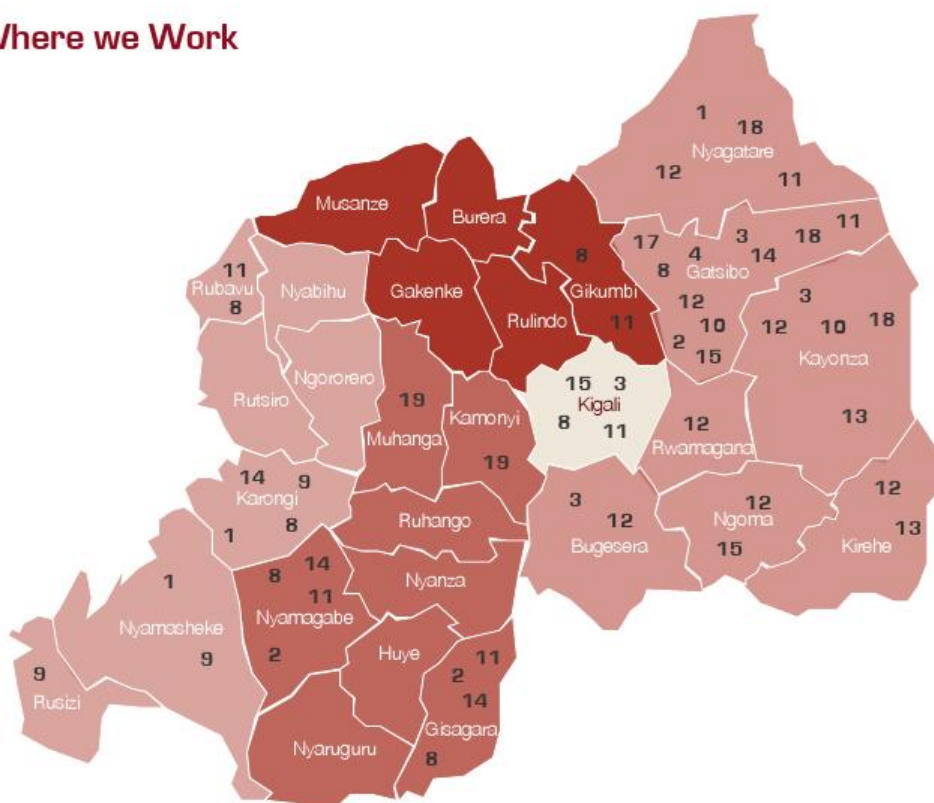 Where we Work
1
18
Nyagatare
12
11
Musanze
Burera
8
Gikumbi
11
17
4
3
18
11
8
Gatsibo
14
12
2
10
15
3
12
10
18
Kayonza
13
11
Rubavu
8
Nyabihu
Gakenke
Rulindo
Rutsiro
Ngororero
19
Muhanga
Kamonyi
19
15
3
Kigali
8
11
12
Rwamagana
14
9
Karongi
1
8
Ruhango
3
12
Bugesera
12
Ngoma
15
12
13
Kirehe
1
Nyamasheke
9
8
14
11
Nyamagabe
2
Nyanza
Huye
11
2
14
Gisagara
8
9
Rusizi
Nyaruguru